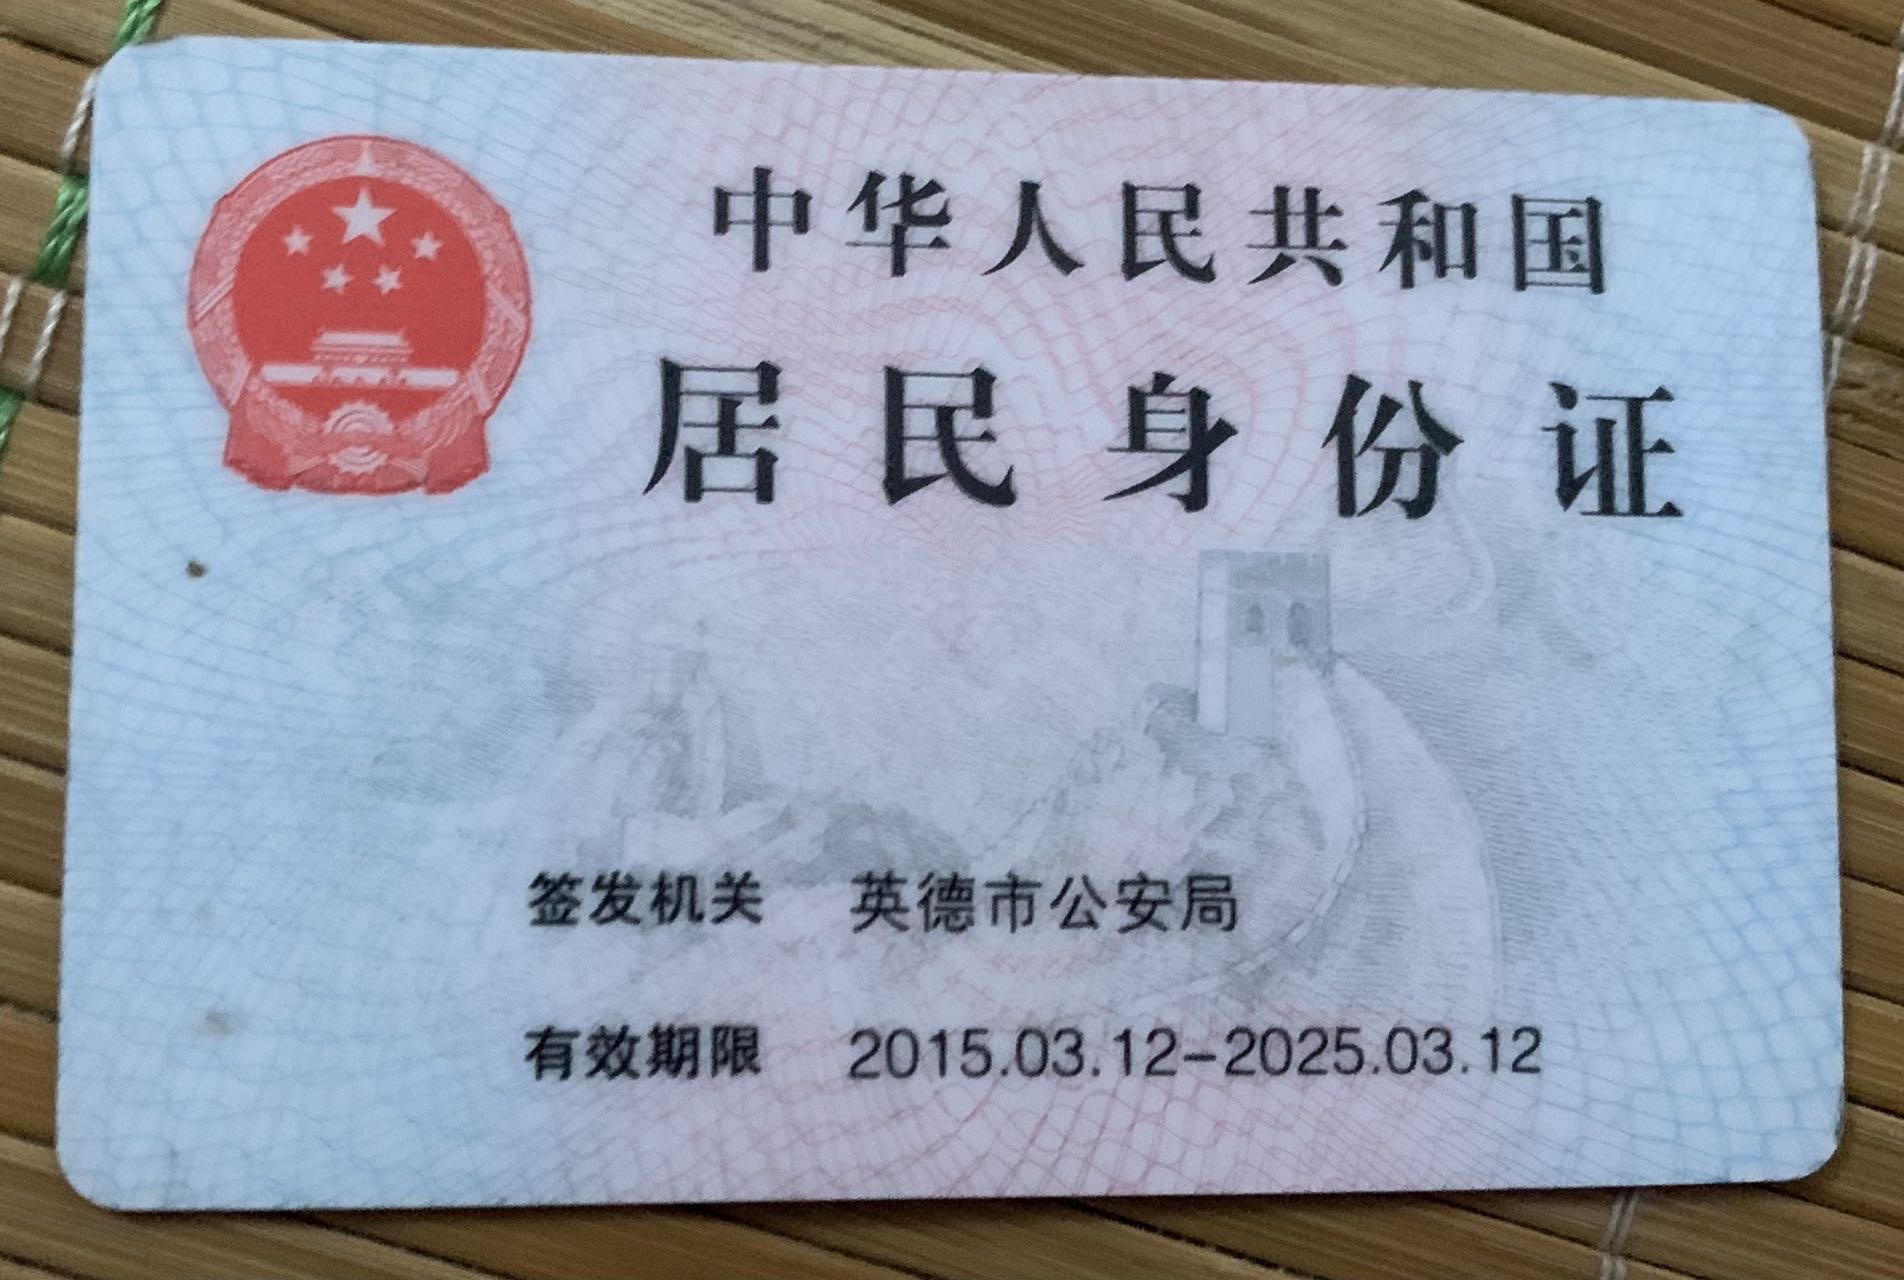 中华人民共和国
居民身份证
签发机关 英德市公安局
有效期限 2015.03.12-2025.03.12